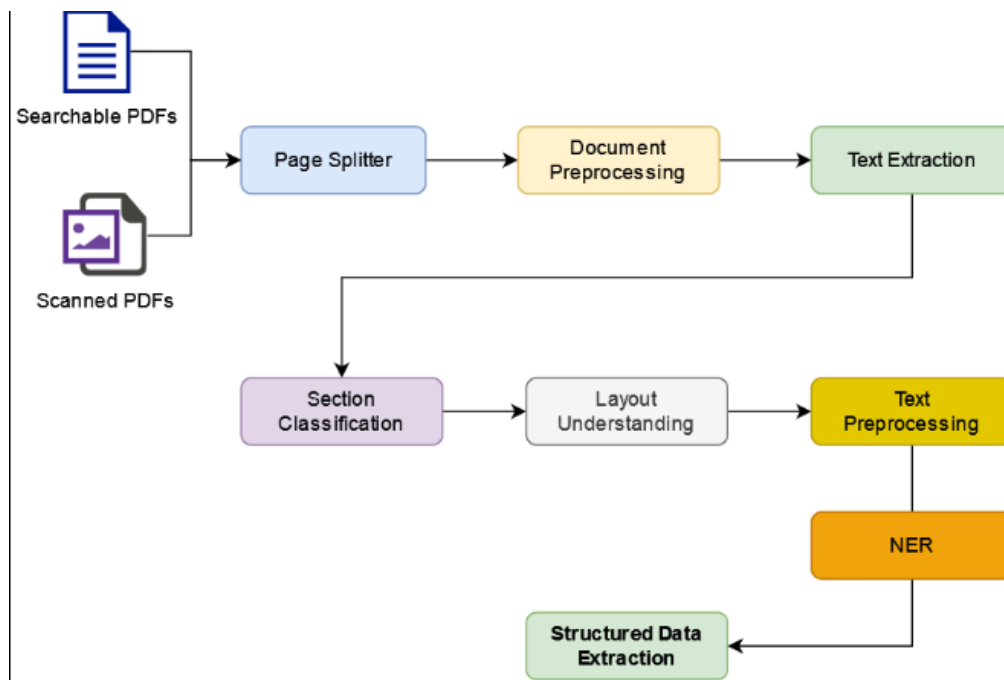 Searchable PDFs
Scanned PDFs
Page Splitter
Document
Preprocessing
Text Extraction
Section
Classification
Layout
Understanding
Text
Preprocessing
NER
Structured Data
Extraction